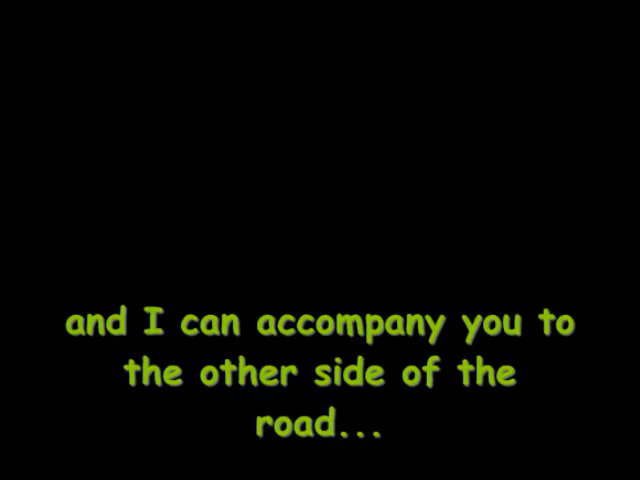 and I can accompany you to
the other side of the
road...